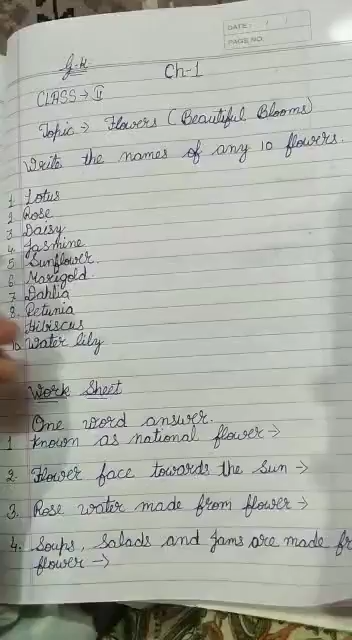 DATE: / /
PAGE NO.
G.K
Ch-1
CLASS → II
Topic → Flowers (Beautiful Blooms)
Write the names of any 10 flowers.
1. Lotus
2. Rose
3. Daisy
4. Jasmine
5. Sunflower.
6. Marigold
7. Dahlia
8. Petunia
Hibiscus
10. Water lily
Work Sheet
One word answer.
1 Known as national flower →
2. Flower face towards the Sun →
3. Rose water made from flower →
4. Soups, Salads and Jams are made fr
flower →